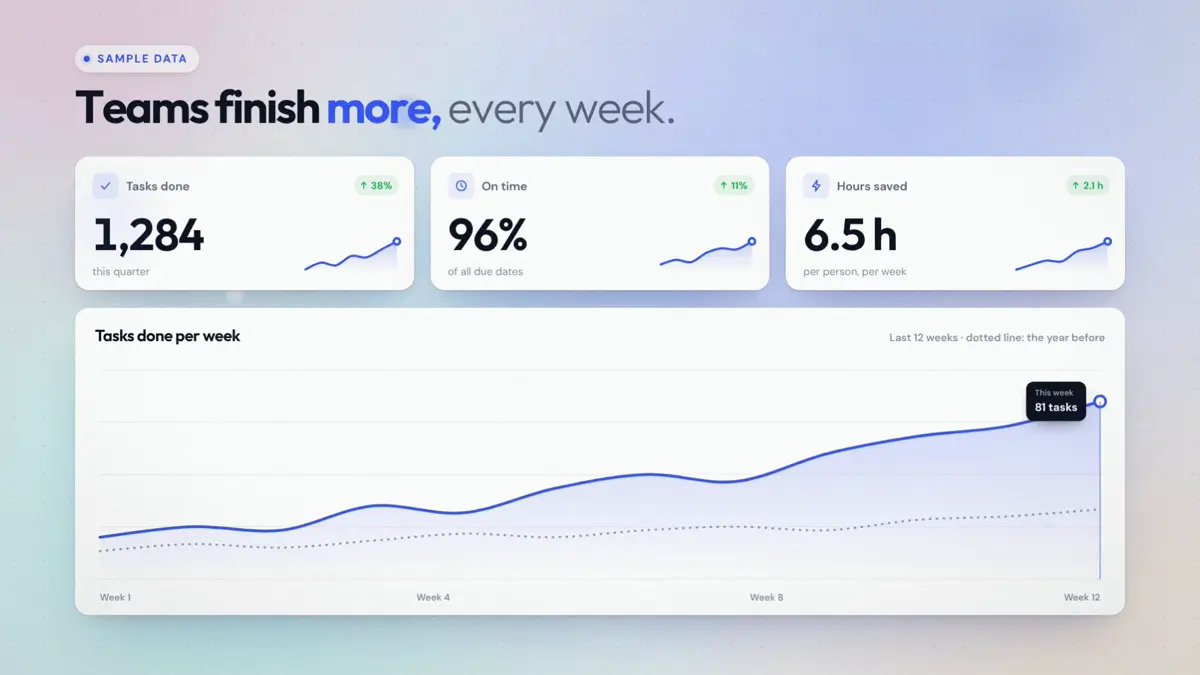 SAMPLE DATA
Teams finish more, every week.
Tasks done
↑ 38%
1,284
this quarter
On time
↑ 11%
96%
of all due dates
Hours saved
↑ 2.1 h
6.5 h
per person, per week
Tasks done per week
Last 12 weeks · dotted line: the year before
This week
81 tasks
Week 1
Week 4
Week 8
Week 12